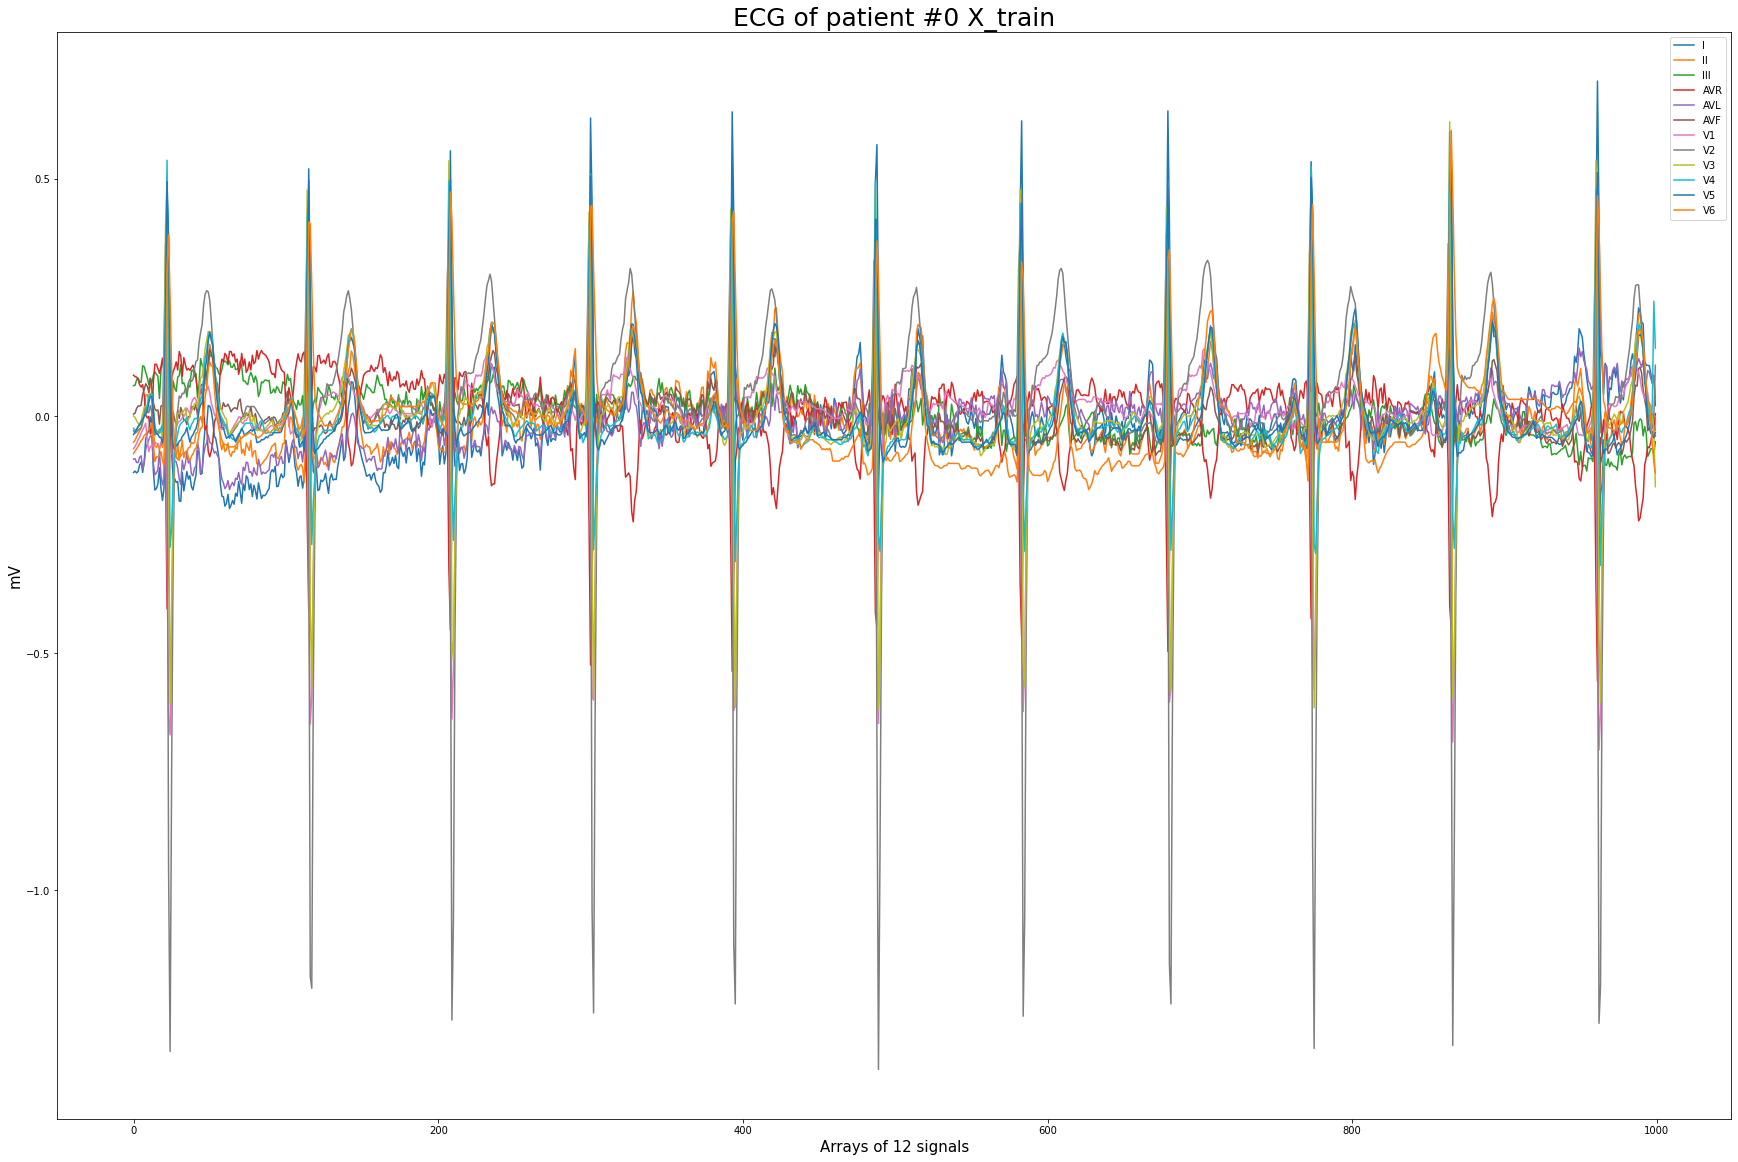 ECG of patient #0 X_train
I
II
III
AVR
AVL
AVF
V1
V2
V3
V4
V5
V6
0.5
0.0
−0.5
−1.0
mV
0 200 400 600 800 1000
Arrays of 12 signals